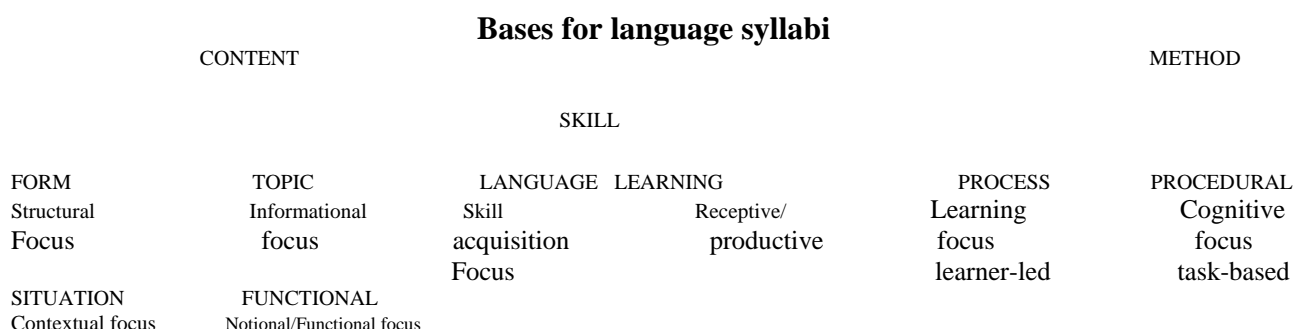 Bases for language syllabi
CONTENT METHOD
SKILL
FORM TOPIC LANGUAGE LEARNING PROCESS PROCEDURAL
Structural Informational Skill Receptive/ Learning Cognitive
Focus focus acquisition productive focus focus
Focus learner-led task-based
SITUATION FUNCTIONAL
Contextual focus Notional/Functional focus